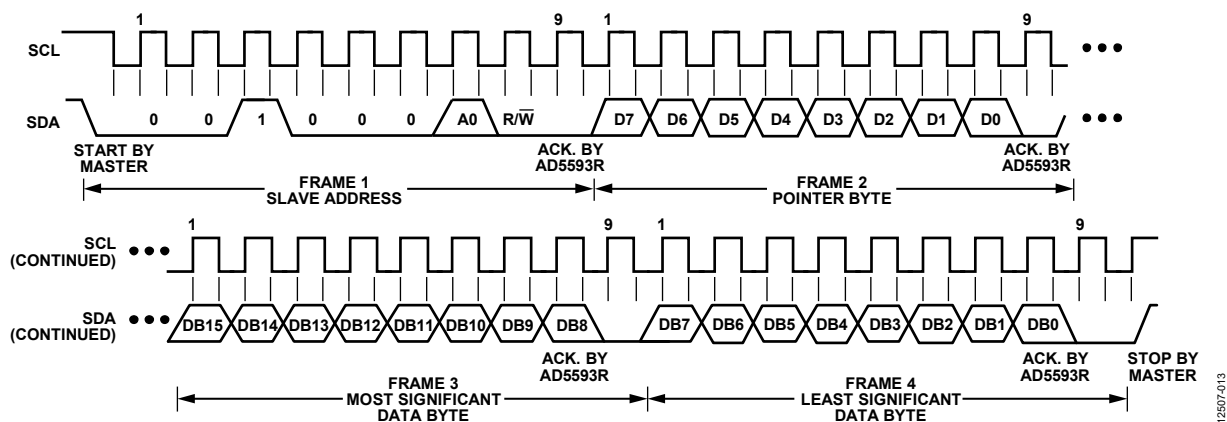 1 9 1 9
SCL
SDA 0 0 1 0 0 0 A0 R/W̅ D7 D6 D5 D4 D3 D2 D1 D0
START BY MASTER
ACK. BY AD5593R
ACK. BY AD5593R
FRAME 1
SLAVE ADDRESS
FRAME 2
POINTER BYTE
1 9 1 9
SCL
(CONTINUED)
SDA
(CONTINUED)
DB15 DB14 DB13 DB12 DB11 DB10 DB9 DB8 DB7 DB6 DB5 DB4 DB3 DB2 DB1 DB0
ACK. BY AD5593R
ACK. BY AD5593R
STOP BY MASTER
FRAME 3
MOST SIGNIFICANT
DATA BYTE
FRAME 4
LEAST SIGNIFICANT
DATA BYTE
12507-013